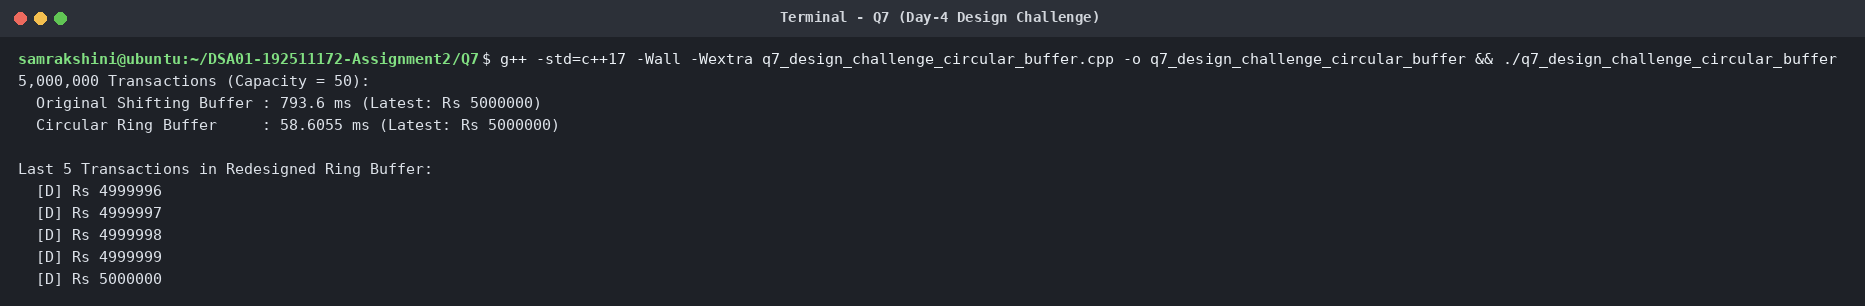 Terminal - Q7 (Day-4 Design Challenge)
samrakshini@ubuntu:~/DSA01-192511172-Assignment2/Q7$ g++ -std=c++17 -Wall -Wextra q7_design_challenge_circular_buffer.cpp -o q7_design_challenge_circular_buffer && ./q7_design_challenge_circular_buffer
5,000,000 Transactions (Capacity = 50):
  Original Shifting Buffer : 793.6 ms (Latest: Rs 5000000)
  Circular Ring Buffer     : 58.6055 ms (Latest: Rs 5000000)

Last 5 Transactions in Redesigned Ring Buffer:
  [D] Rs 4999996
  [D] Rs 4999997
  [D] Rs 4999998
  [D] Rs 4999999
  [D] Rs 5000000